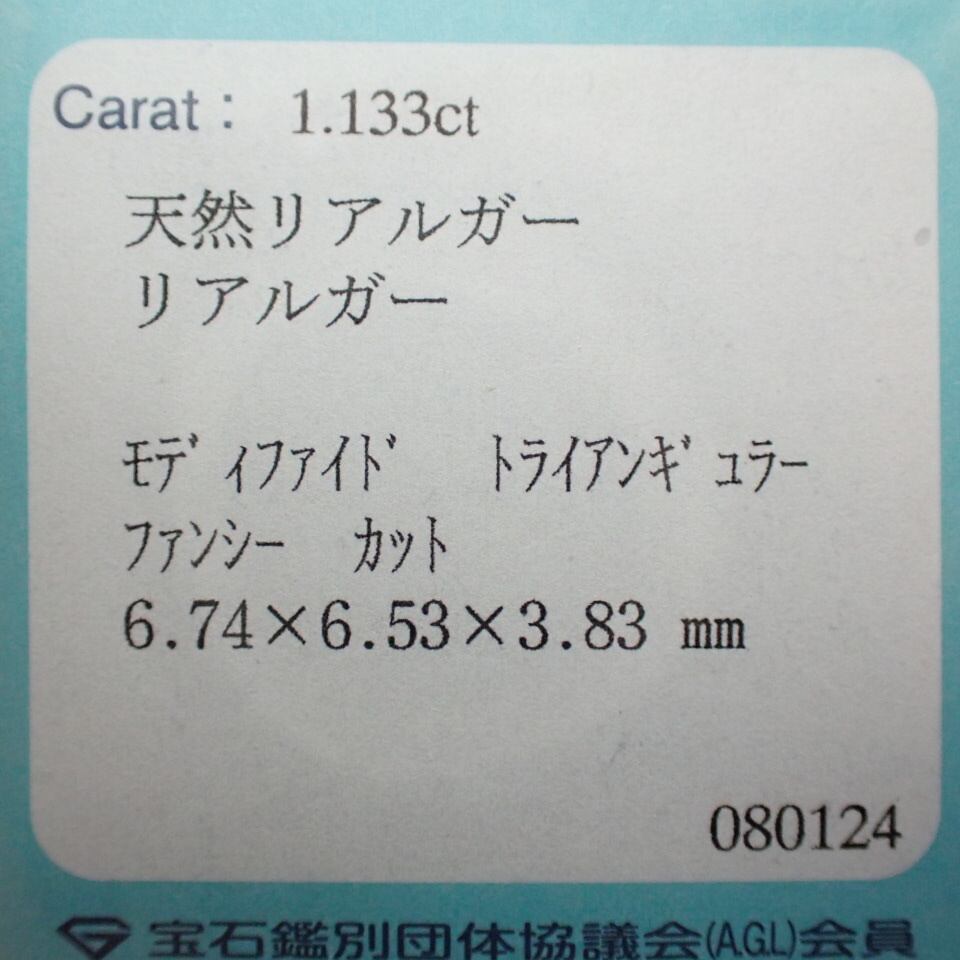 Carat： 1.133ct
天然リアルガー
リアルガー
ﾓﾃﾞｨﾌｧｲﾄﾞ ﾄﾗｲｱﾝｷﾞｭﾗｰ
ﾌｧﾝｼｰ ｶｯﾄ
6.74×6.53×3.83 mm
080124
宝石鑑別団体協議会(A.G.L)会員